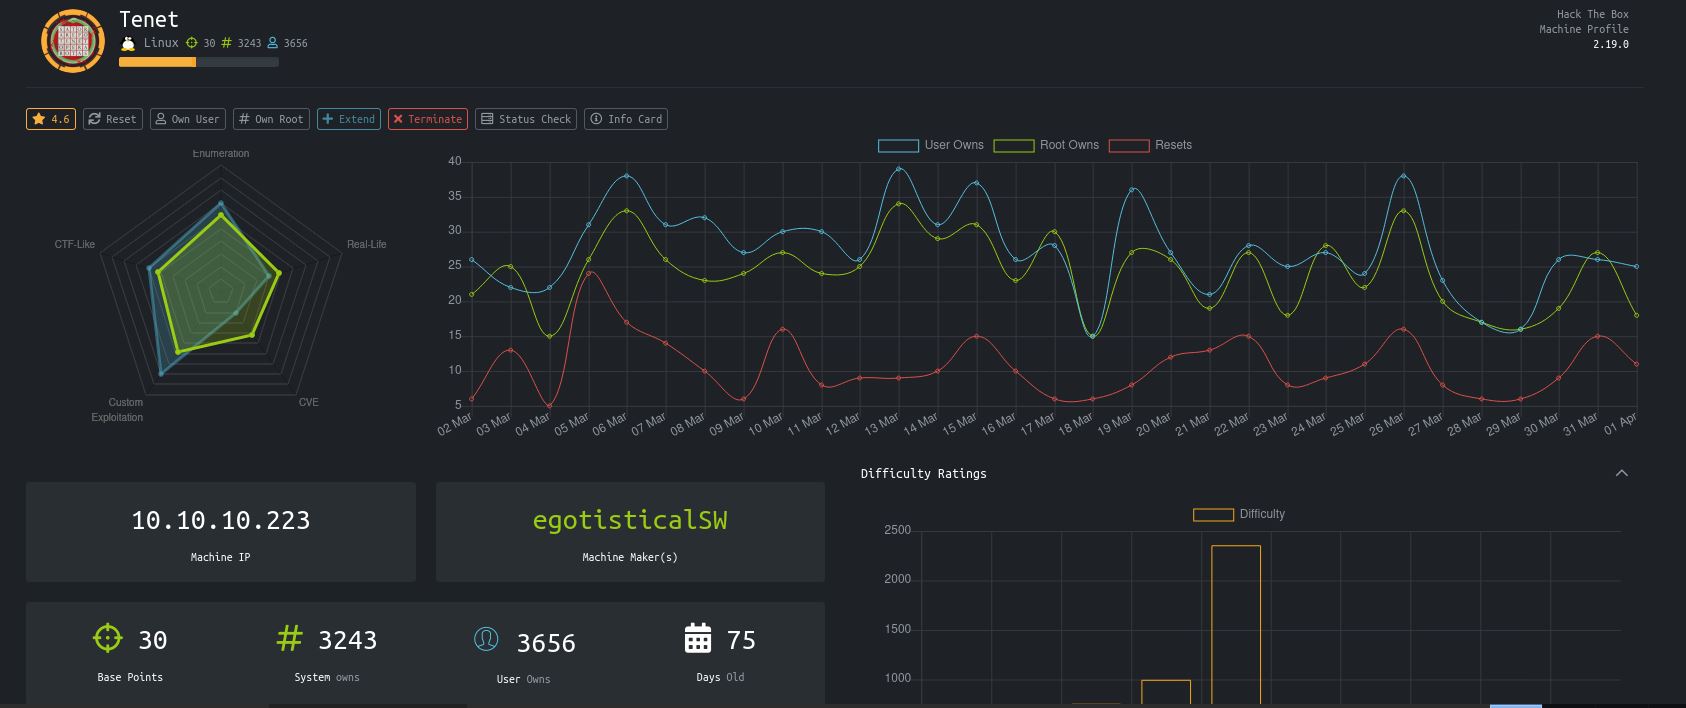 Tenet
Linux 30 3243 3656
Hack The Box
Machine Profile
2.19.0
4.6 Reset Own User Own Root Extend Terminate Status Check Info Card
Enumeration
CTF-Like
Real-Life
Custom
Exploitation
CVE
User Owns Root Owns Resets
40
35
30
25
20
15
10
5
02 Mar 03 Mar 04 Mar 05 Mar 06 Mar 07 Mar 08 Mar 09 Mar 10 Mar 11 Mar 12 Mar 13 Mar 14 Mar 15 Mar 16 Mar 17 Mar 18 Mar 19 Mar 20 Mar 21 Mar 22 Mar 23 Mar 24 Mar 25 Mar 26 Mar 27 Mar 28 Mar 29 Mar 30 Mar 31 Mar 01 Apr
10.10.10.223
Machine IP
egotisticalSW
Machine Maker(s)
30
Base Points
3243
System owns
3656
User Owns
75
Days Old
Difficulty Ratings
Difficulty
2500
2000
1500
1000